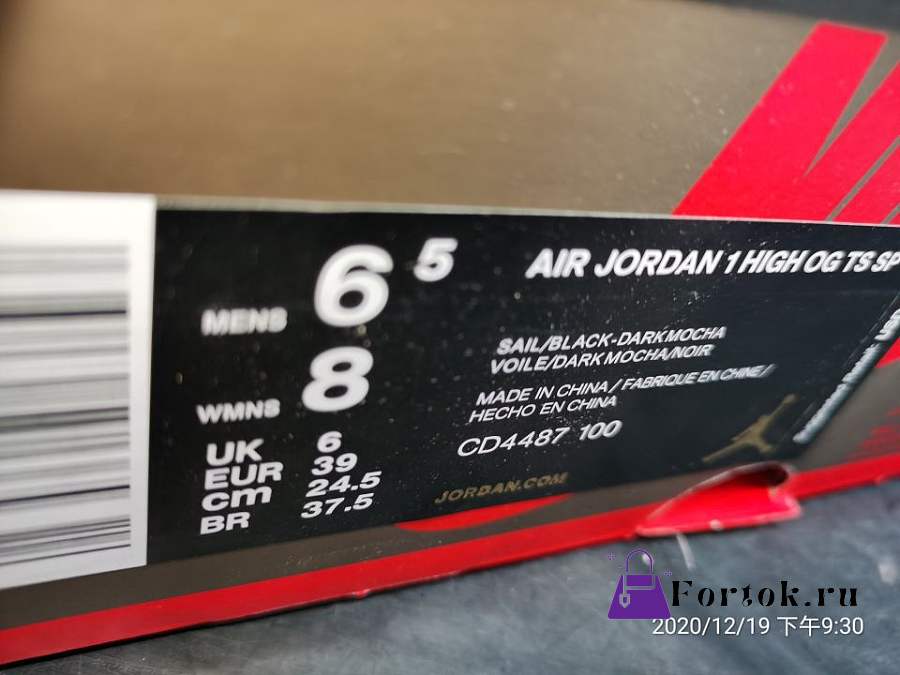 MENS 6 5
WMNS 8
UK 6
EUR 39
cm 24.5
BR 37.5
AIR JORDAN 1 HIGH OG TS SP
SAIL/BLACK-DARK MOCHA
VOILE/DARK MOCHA/NOIR
MADE IN CHINA / FABRIQUE EN CHINE /
HECHO EN CHINA
CD4487 100
JORDAN.COM
Fortok.ru
2020/12/19 下午9:30